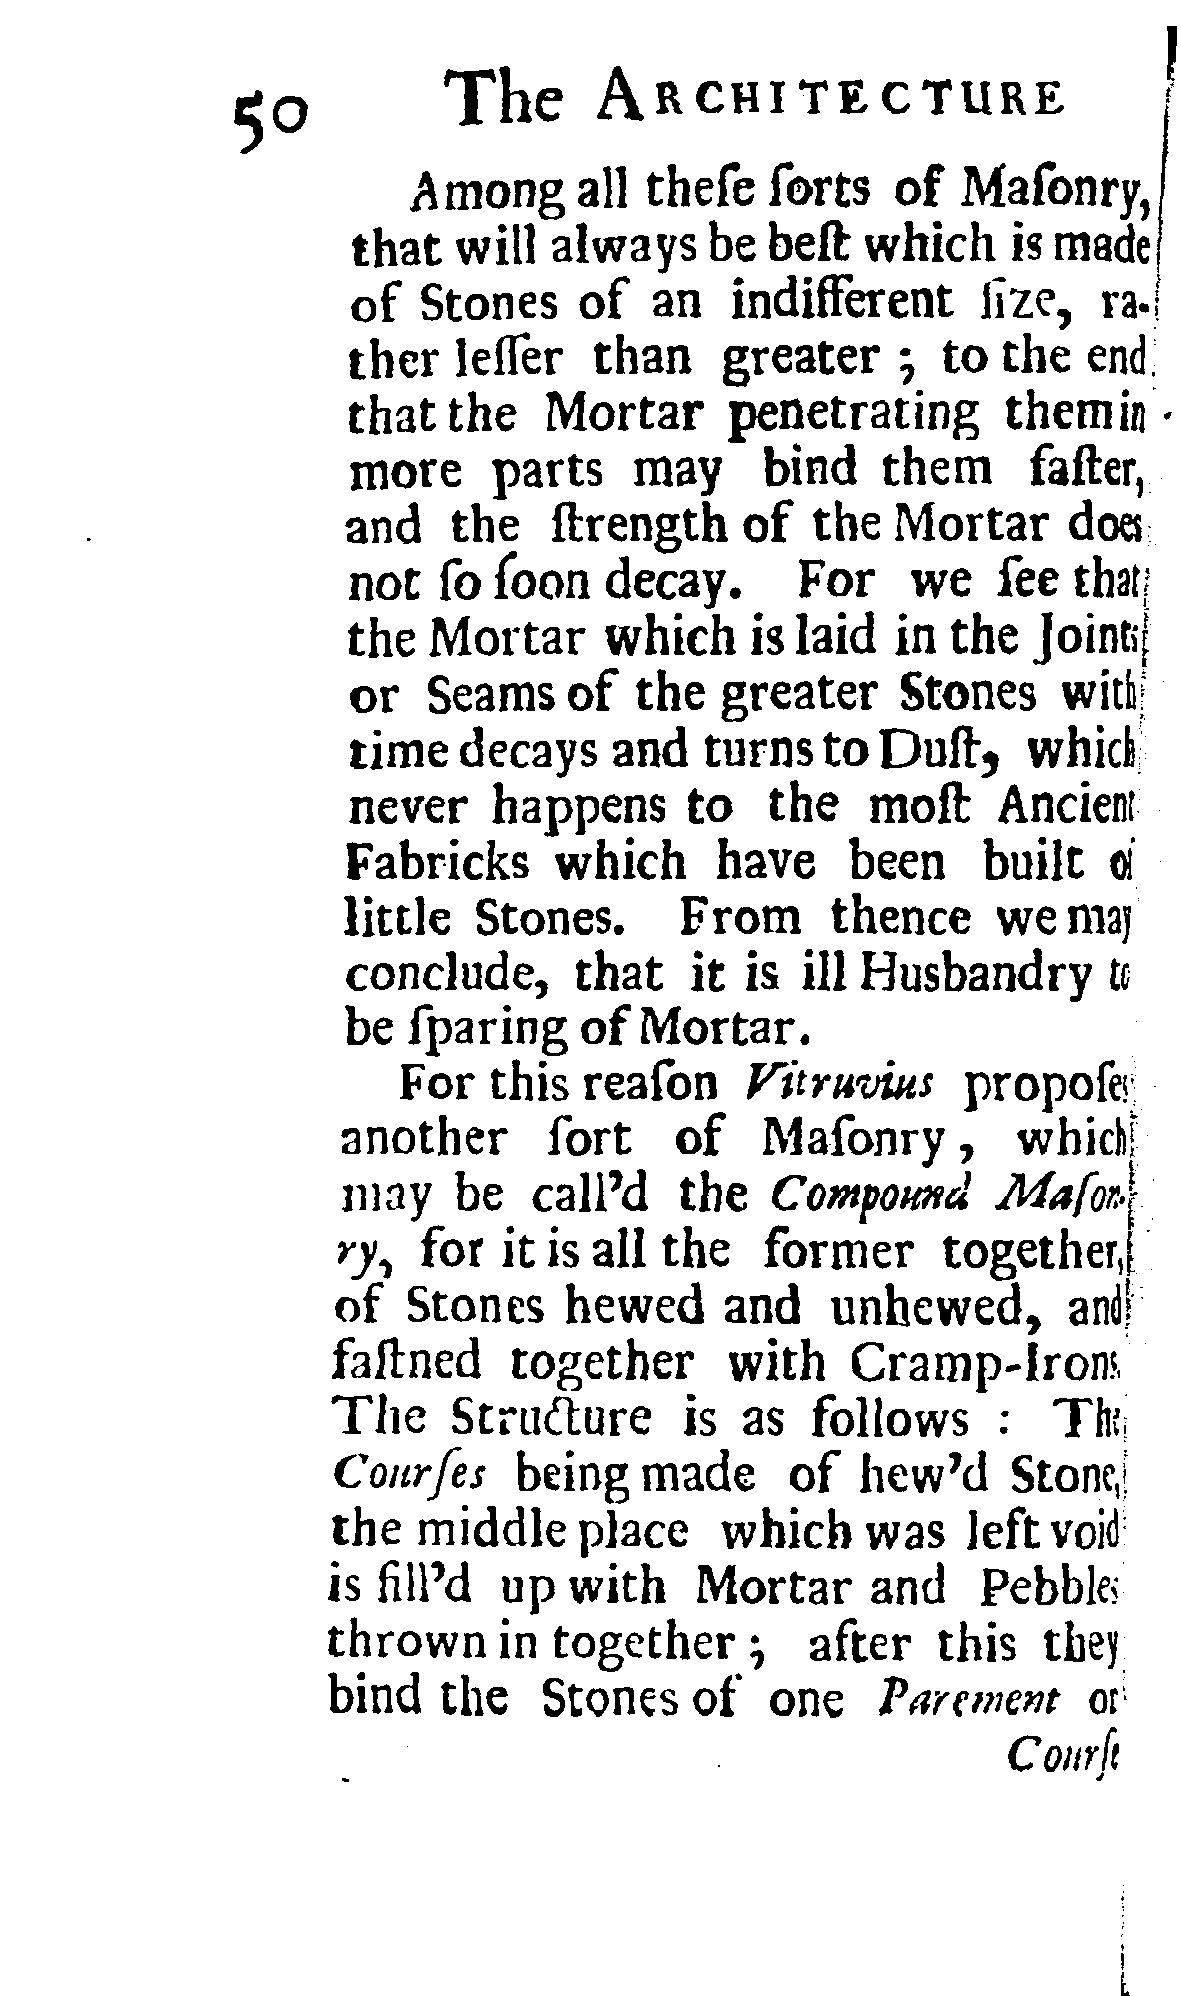 50 The ARCHITECTURE
Among all theſe ſorts of Maſonry,
that will always be beſt which is made
of Stones of an indifferent ſize, ra-
ther leſſer than greater ; to the end
that the Mortar penetrating them in
more parts may bind them faſter,
and the ſtrength of the Mortar does
not ſo ſoon decay. For we ſee that
the Mortar which is laid in the Joints
or Seams of the greater Stones with
time decays and turns to Duſt, which
never happens to the moſt Ancient
Fabricks which have been built of
little Stones. From thence we may
conclude, that it is ill Husbandry to
be ſparing of Mortar.
For this reaſon Vitruvius propoſes
another ſort of Maſonry, which
may be call'd the Compound Maſon-
ry, for it is all the former together,
of Stones hewed and unhewed, and
faſtned together with Cramp-Irons.
The Structure is as follows : The
Courſes being made of hew'd Stone,
the middle place which was left void
is fill'd up with Mortar and Pebbles
thrown in together ; after this they
bind the Stones of one Parement or
Courſe